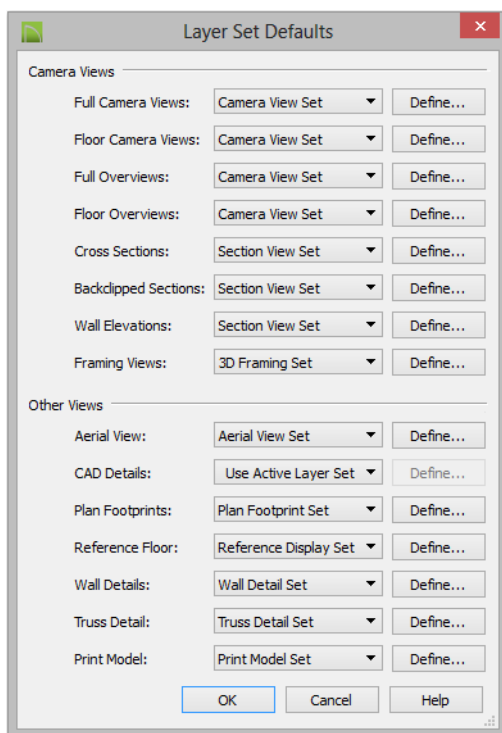 Layer Set Defaults
Camera Views
Full Camera Views: Camera View Set Define...
Floor Camera Views: Camera View Set Define...
Full Overviews: Camera View Set Define...
Floor Overviews: Camera View Set Define...
Cross Sections: Section View Set Define...
Backclipped Sections: Section View Set Define...
Wall Elevations: Section View Set Define...
Framing Views: 3D Framing Set Define...
Other Views
Aerial View: Aerial View Set Define...
CAD Details: Use Active Layer Set Define...
Plan Footprints: Plan Footprint Set Define...
Reference Floor: Reference Display Set Define...
Wall Details: Wall Detail Set Define...
Truss Detail: Truss Detail Set Define...
Print Model: Print Model Set Define...
OK Cancel Help